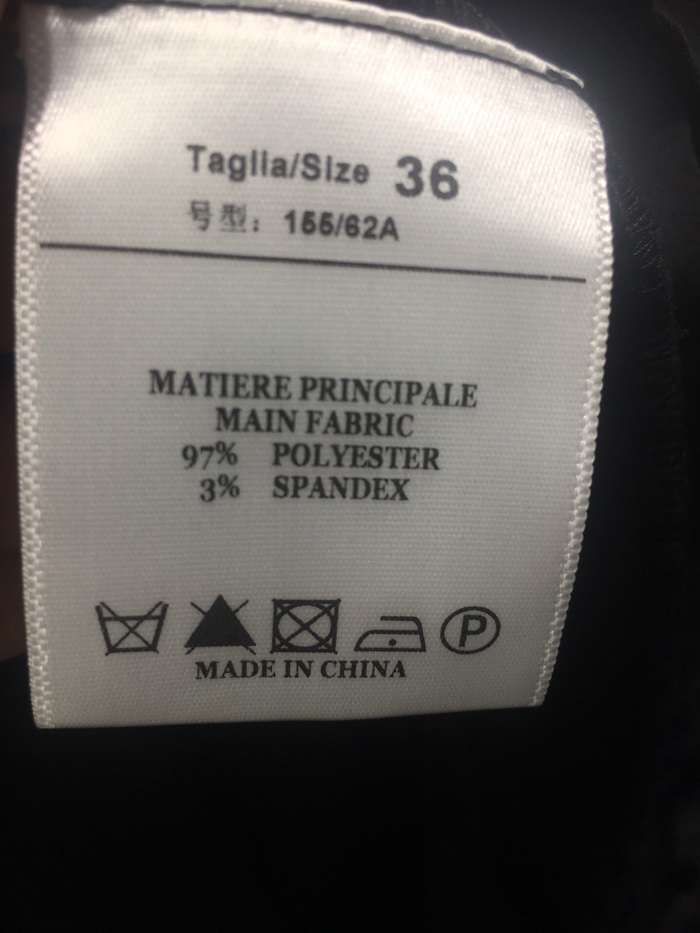 Taglia/Size 36
号型: 155/62A
MATIERE PRINCIPALE
MAIN FABRIC
97% POLYESTER
3% SPANDEX
P
MADE IN CHINA